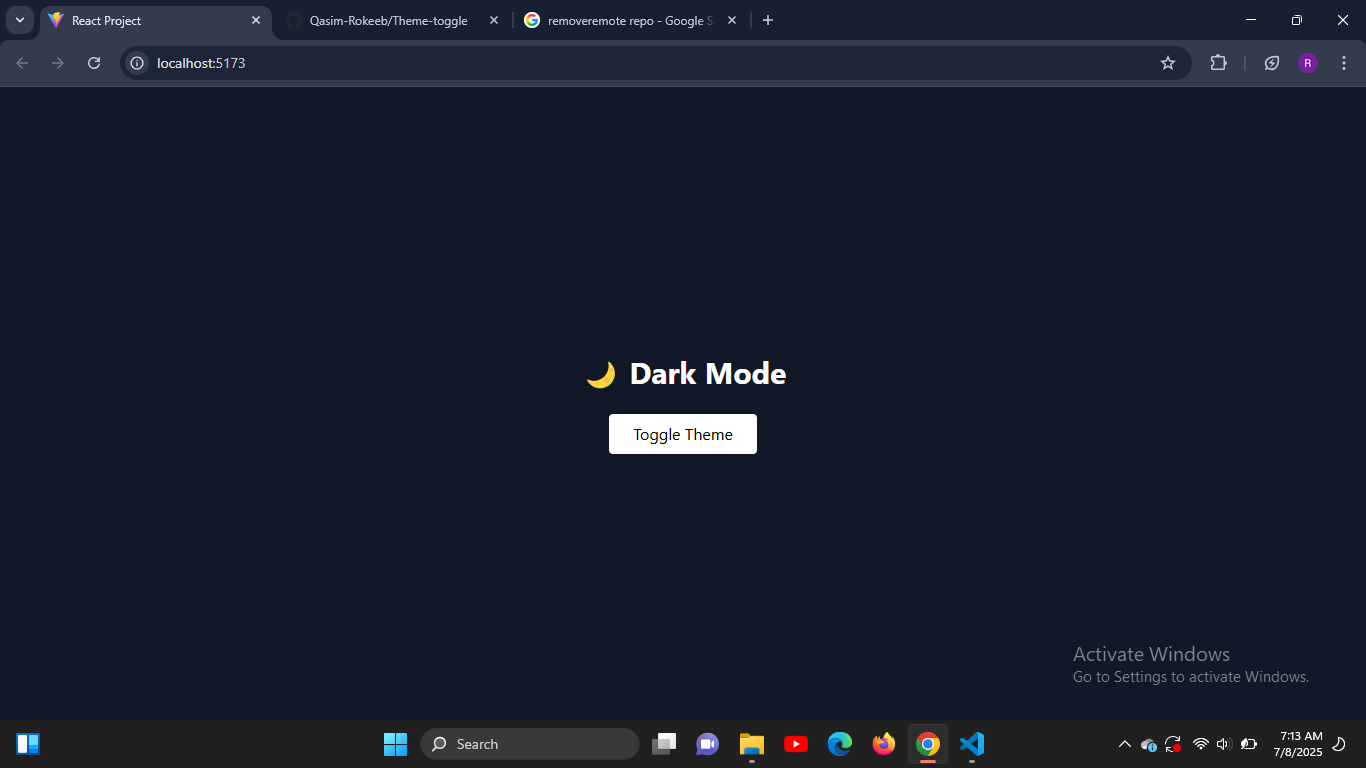 React Project
Qasim-Rokeeb/Theme-toggle
removeremote repo - Google S
localhost:5173
R
🌙 Dark Mode
Toggle Theme
Activate Windows
Go to Settings to activate Windows.
Search
7:13 AM
7/8/2025